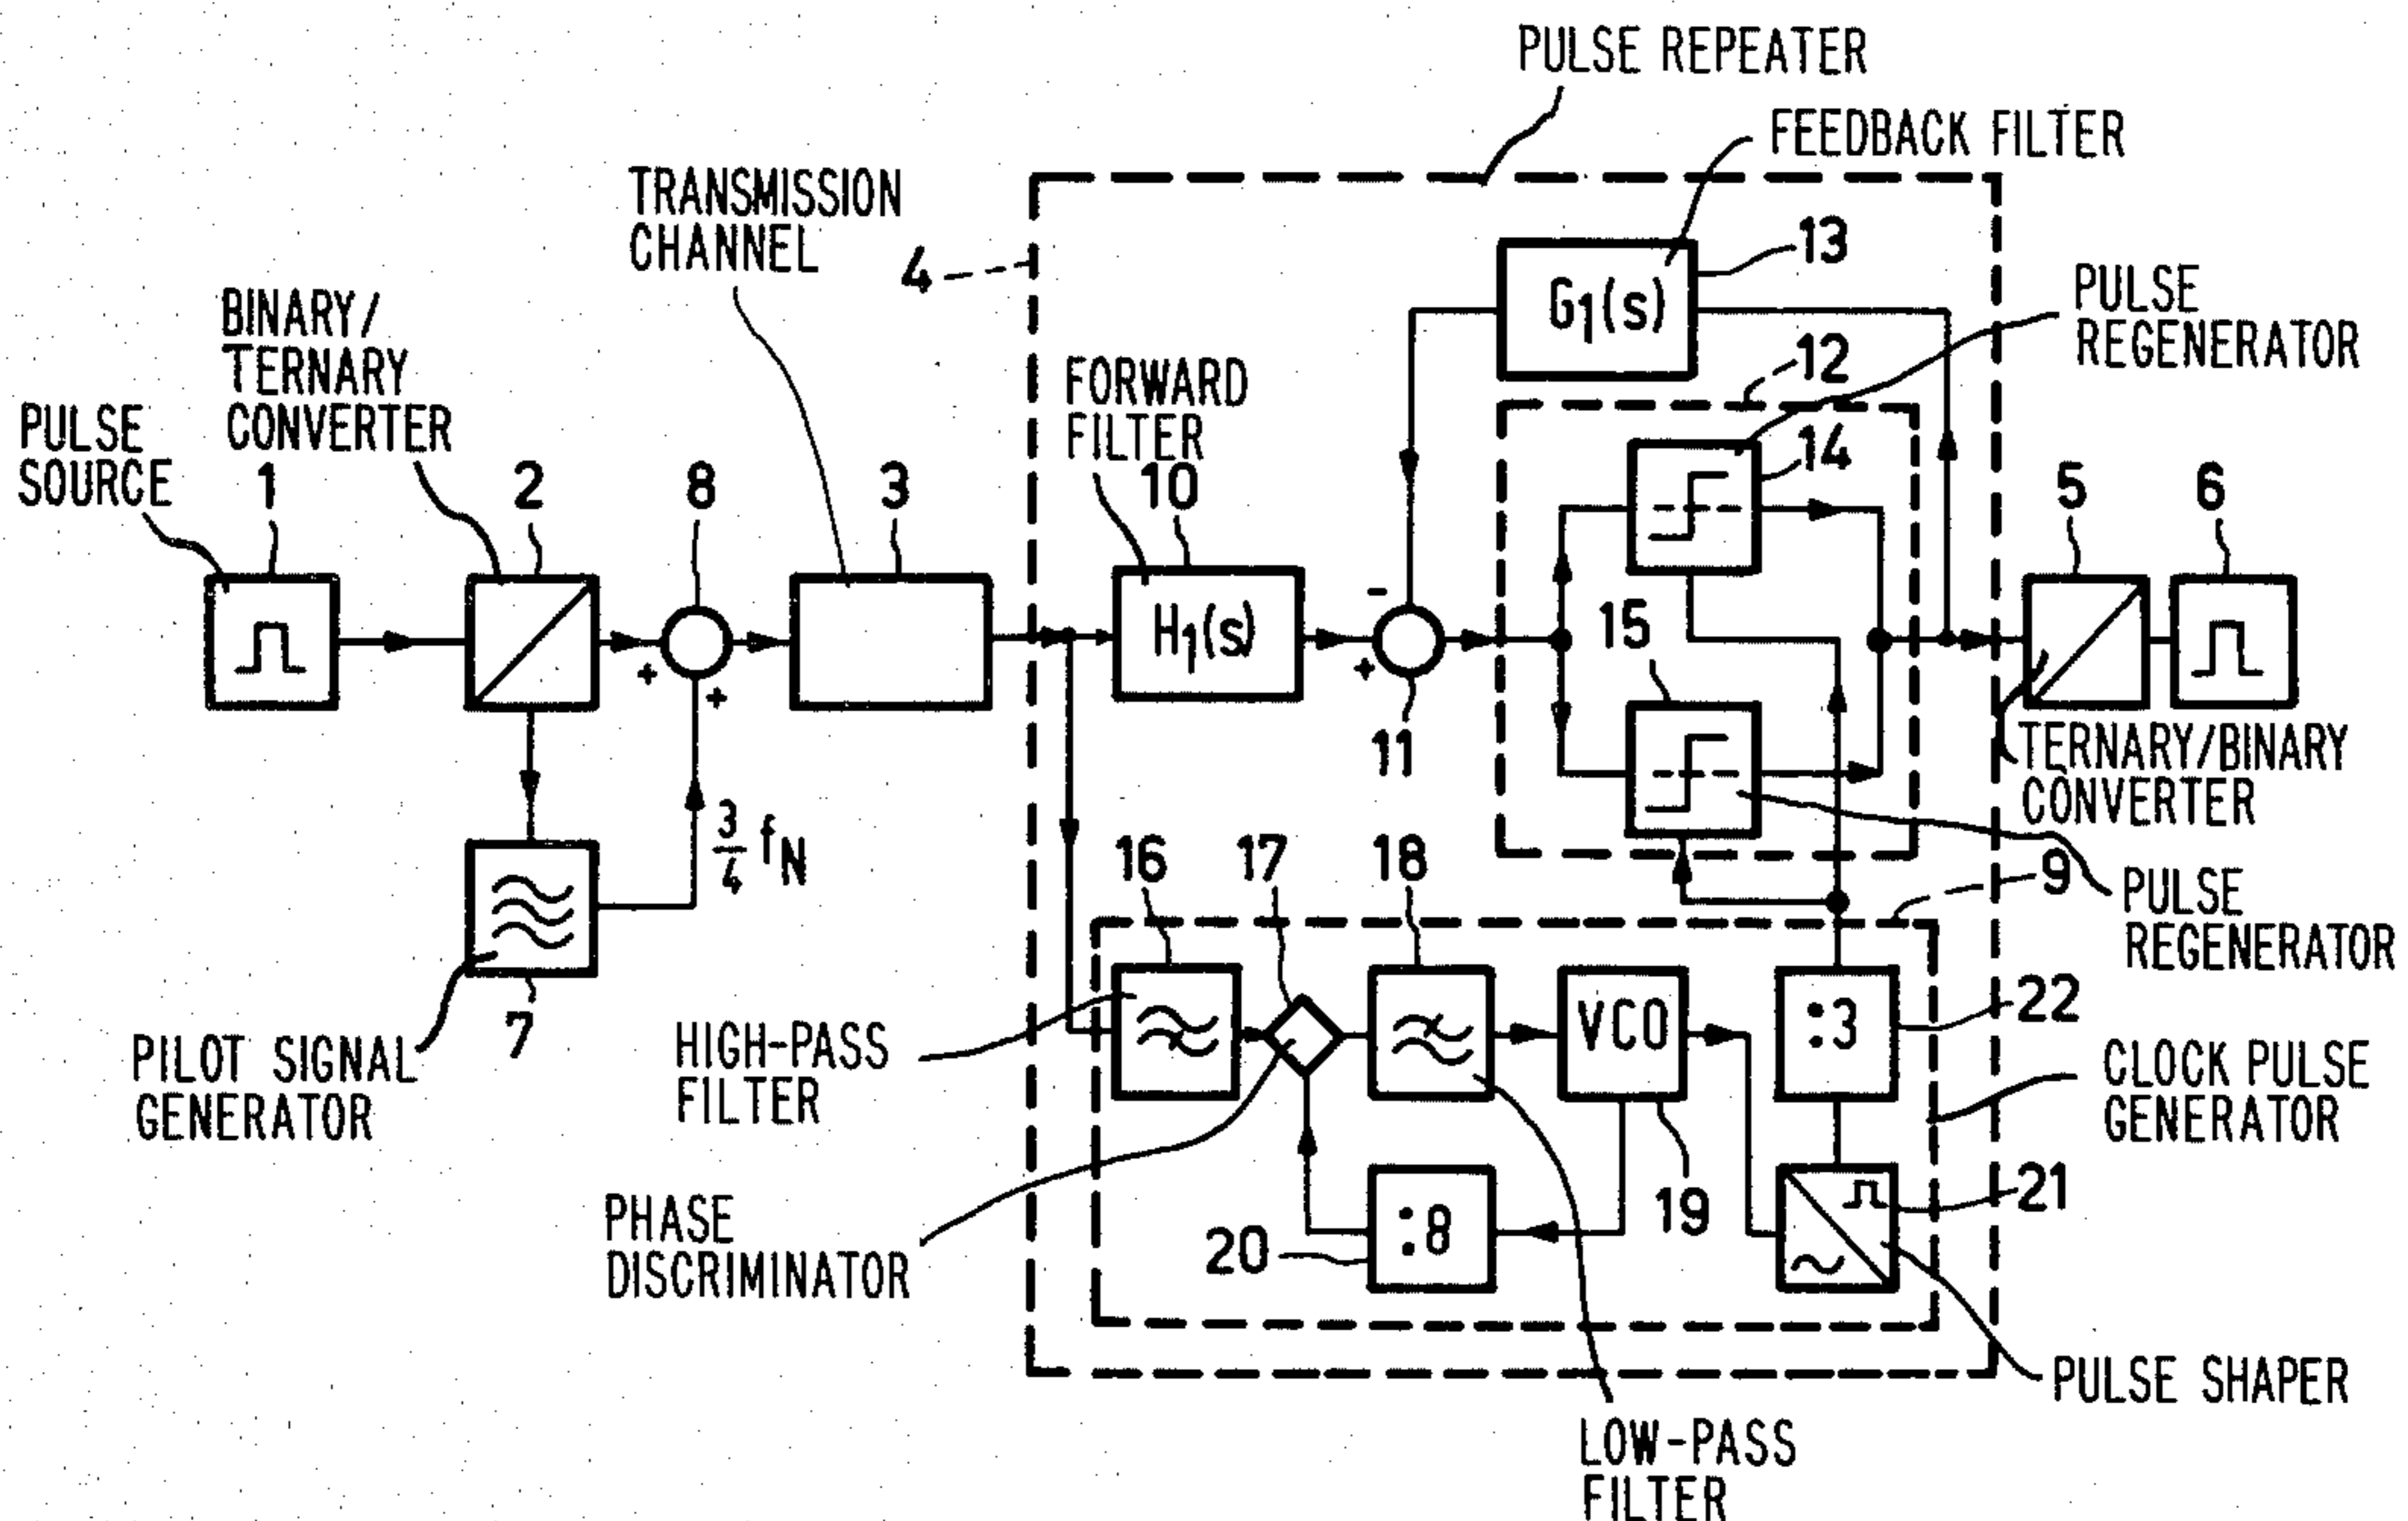 PULSE REPEATER
FEEDBACK FILTER
TRANSMISSION
CHANNEL
4
13
G1(s)
PULSE
REGENERATOR
BINARY/
TERNARY
CONVERTER
12
FORWARD
FILTER
PULSE
SOURCE
1
2
8
3
10
14
5
6
H1(s)
-
+
+
+
11
15
TERNARY/BINARY
CONVERTER
3/4 fN
16
17
18
9
PULSE
REGENERATOR
7
PILOT SIGNAL
GENERATOR
HIGH-PASS
FILTER
VCO
:3
22
CLOCK PULSE
GENERATOR
PHASE
DISCRIMINATOR
20
:8
19
21
PULSE SHAPER
LOW-PASS
FILTER